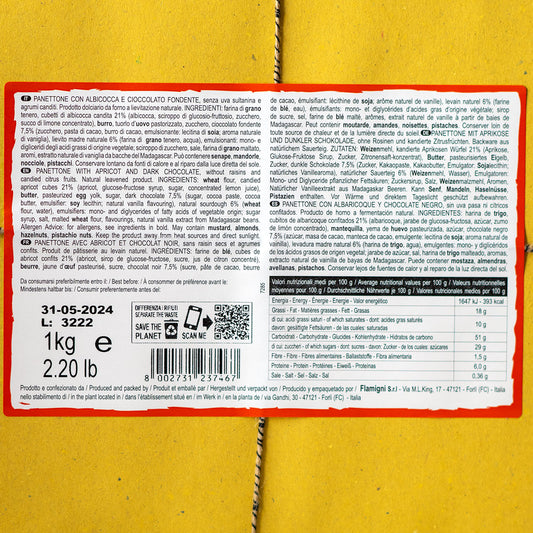 IT PANETTONE CON ALBICOCCA E CIOCCOLATO FONDENTE, senza uva sultanina e
agrumi canditi. Prodotto dolciario da forno a lievitazione naturale. INGREDIENTI: farina di grano
tenero, cubetti di albicocca candita 21% (albicocca, sciroppo di glucosio-fruttosio, zucchero,
succo di limone concentrato), burro, tuorlo d'uovo pastorizzato, zucchero, cioccolato fondente
7,5% (zucchero, pasta di cacao, burro di cacao, emulsionante: lecitina di soia; aroma naturale
di vaniglia), lievito madre naturale 6% (farina di grano tenero, acqua), emulsionanti: mono- e
digliceridi degli acidi grassi di origine vegetale; sciroppo di zucchero, sale, farina di grano maltato,
aromi, estratto naturale di vaniglia da bacche del Madagascar. Può contenere senape, mandorle,
nocciole, pistacchi. Conservare lontano da fonti di calore e al riparo dalla luce diretta del sole.
EN PANETTONE WITH APRICOT AND DARK CHOCOLATE, without raisins and
candied citrus fruits. Natural leavened product. INGREDIENTS: wheat flour, candied
apricot cubes 21% (apricot, glucose-fructose syrup, sugar, concentrated lemon juice),
butter, pasteurized egg yolk, sugar, dark chocolate 7,5% (sugar, cocoa paste, cocoa
butter, emulsifier: soy lecithin; natural vanilla flavouring), natural sourdough 6% (wheat
flour, water), emulsifiers: mono- and diglycerides of fatty acids of vegetable origin; sugar
syrup, salt, malted wheat flour, flavourings, natural vanilla extract from Madagascar beans.
Allergen Advice: for allergens, see ingredients in bold. May contain mustard, almonds,
hazelnuts, pistachio nuts. Keep the product away from heat sources and direct sunlight.
FR PANETTONE AVEC ABRICOT ET CHOCOLAT NOIR, sans raisin secs et agrumes
confits. Produit de pâtisserie au levain naturel. INGRÉDIENTS: farine de blé, cubes de
abricot confits 21% (abricot, sirop de glucose-fructose, sucre, jus de citron concentré),
beurre, jaune d'œuf pasteurisé, sucre, chocolat noir 7,5% (sucre, pâte de cacao, beurre
de cacao, émulsifiant: lécithine de soja; arôme naturel de vanille), levain naturel 6% (farine
de blé, eau), émulsifiants: mono- et diglycérides d'acides gras d'origine végétale; sirop
de sucre, sel, farine de blé malté, arômes, extrait naturel de vanille à partir de baies de
Madagascar. Peut contenir moutarde, amandes, noisettes, pistaches. Conserver loin de
toute source de chaleur et de la lumière directe du soleil. DE PANETTONE MIT APRIKOSE
UND DUNKLER SCHOKOLADE, ohne Rosinen und kandierte Zitrusfrüchten. Backware aus
natürlichem Sauerteig. ZUTATEN: Weizenmehl, kandierte Aprikosen Würfel 21% (Aprikose,
Glukose-Fruktose Sirup, Zucker, Zitronensaft-konzentrat), Butter, pasteurisiertes Eigelb,
Zucker, dunkle Schokolade 7,5% (Zucker, Kakaopaste, Kakaobutter, Emulgator: Sojalecithin;
natürliches Vanillearoma), natürlicher Sauerteig 6% (Weizenmehl, Wasser), Emulgatoren:
Mono- und Diglyceride pflanzlicher Fettsäuren; Zuckersirup, Salz, Weizenmalzmehl, Aromen,
Natürlicher Vanilleextrakt aus Madagaskar Beeren. Kann Senf, Mandeln, Haselnüsse,
Pistazien enthalten. Vor Wärme und direktem Tageslicht geschützt aufbewahren.
ES PANETTONE CON ALBARICOQUE Y CHOCOLATE NEGRO, sin uva pasa ni cítricos
confitados. Producto de horno a fermentación natural. INGREDIENTES: harina de trigo,
cubitos de albaricoque confitados 21% (albaricoque, jarabe de glucosa-fructosa, azúcar, zumo
de limón concentrado), mantequilla, yema de huevo pasteurizada, azúcar, chocolate negro
7,5% (azúcar, masa de cacao, manteca de cacao, emulgente: lecitina de soja; aroma natural de
vainilla), levadura madre natural 6% (harina de trigo, agua), emulgentes: mono- y diglicéridos
de los ácidos grasos de origen vegetal; jarabe de azúcar, sal, harina de trigo malteado, aromas,
extracto natural de vainilla de bayas de Madagascar. Puede contener mostaza, almendras,
avellanas, pistachos. Conservar lejos de fuentes de calor y al reparo de la luz directa del sol.
Da consumarsi preferibilmente entro il / Best before: / A consommer de préférence avant le:
Mindestens haltbar bis: / Consumir preferentemente antes de:
31-05-2024
L: 3222
1kg e
2.20 lb
DIFFERENZIA I RIFIUTI
SEPARATE THE WASTE
SAVE THE
PLANET
SCAN ME
7265
8 002731 237467
Valori nutrizionali medi per 100 g / Average nutritional values per 100 g / Valeurs nutritionnelles
moyennes pour 100 g / Durchschnittliche Nährwerte je 100 g / Valores nutricionales medios por 100 g
Energia - Energy - Énergie - Energie - Valor energético 1647 kJ - 393 kcal
Grassi - Fat - Matières grasses - Fett - Grasas 18 g
di cui: acidi grassi saturi - of which saturates - dont: acides gras saturés
davon: gesättigte Fettsäuren - de las cuales: saturadas 10 g
Carboidrati - Carbohydrate - Glucides - Kohlenhydrate - Hidratos de carbono 51 g
di cui: zuccheri - of which sugars - dont: sucres - davon: Zucker - de los cuales: azúcares 29 g
Fibre - Fibre - Fibres alimentaires - Ballaststoffe - Fibra alimentaria 1,5 g
Proteine - Protein - Protéines - Eiweiß - Proteínas 6,0 g
Sale - Salt - Sel - Salz - Sal 0,36 g
Prodotto e confezionato da / Produced and packed by / Produit et emballé par / Hergestellt und verpackt von / Producido y empaquetado por / Flamigni S.r.l - Via M.L.King, 17 - 47121 - Forlì (FC) - Italia
nello stabilimento di / in the plant located in / dans l'établissement situé en / im Werk in / en la planta de / via Gandhi, 30 - 47121 - Forlì (FC) - Italia